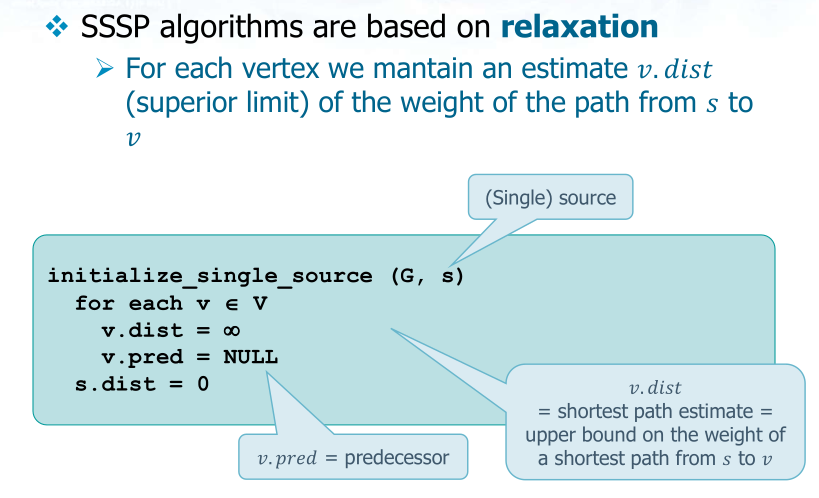 ❖ SSSP algorithms are based on relaxation
➢ For each vertex we mantain an estimate v.dist
(superior limit) of the weight of the path from s to
v
(Single) source
initialize_single_source (G, s)
for each v ∈ V
v.dist = ∞
v.pred = NULL
s.dist = 0
v.dist
= shortest path estimate =
upper bound on the weight of
a shortest path from s to v
v.pred = predecessor